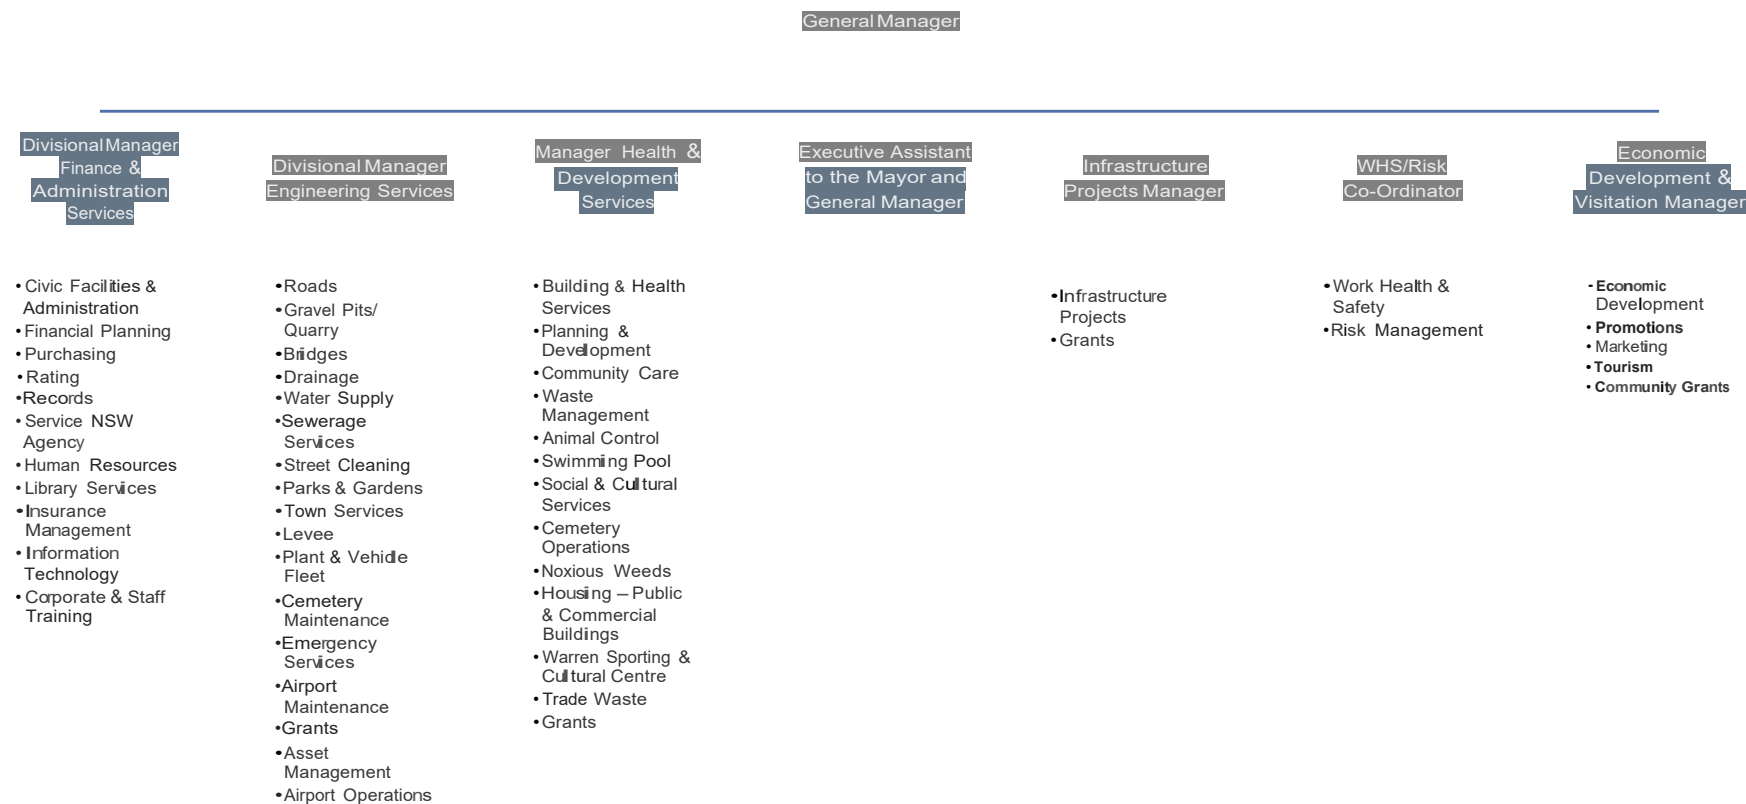 General Manager
Divisional Manager
Finance &
Administration
Services
• Civic Facilities &
Administration
• Financial Planning
• Purchasing
• Rating
• Records
• Service NSW
Agency
• Human Resources
• Library Services
• Insurance
Management
• Information
Technology
• Corporate & Staff
Training
Divisional Manager
Engineering Services
• Roads
• Gravel Pits/
Quarry
• Bridges
• Drainage
• Water Supply
• Sewerage
Services
• Street Cleaning
• Parks & Gardens
• Town Services
• Levee
• Plant & Vehicle
Fleet
• Cemetery
Maintenance
• Emergency
Services
• Airport
Maintenance
• Grants
• Asset
Management
• Airport Operations
Manager Health &
Development
Services
• Building & Health
Services
• Planning &
Development
• Community Care
• Waste
Management
• Animal Control
• Swimming Pool
• Social & Cultural
Services
• Cemetery
Operations
• Noxious Weeds
• Housing – Public
& Commercial
Buildings
• Warren Sporting &
Cultural Centre
• Trade Waste
• Grants
Executive Assistant
to the Mayor and
General Manager
Infrastructure
Projects Manager
• Infrastructure
Projects
• Grants
WHS/Risk
Co-Ordinator
• Work Health &
Safety
• Risk Management
Economic
Development &
Visitation Manager
- Economic
Development
• Promotions
• Marketing
• Tourism
• Community Grants